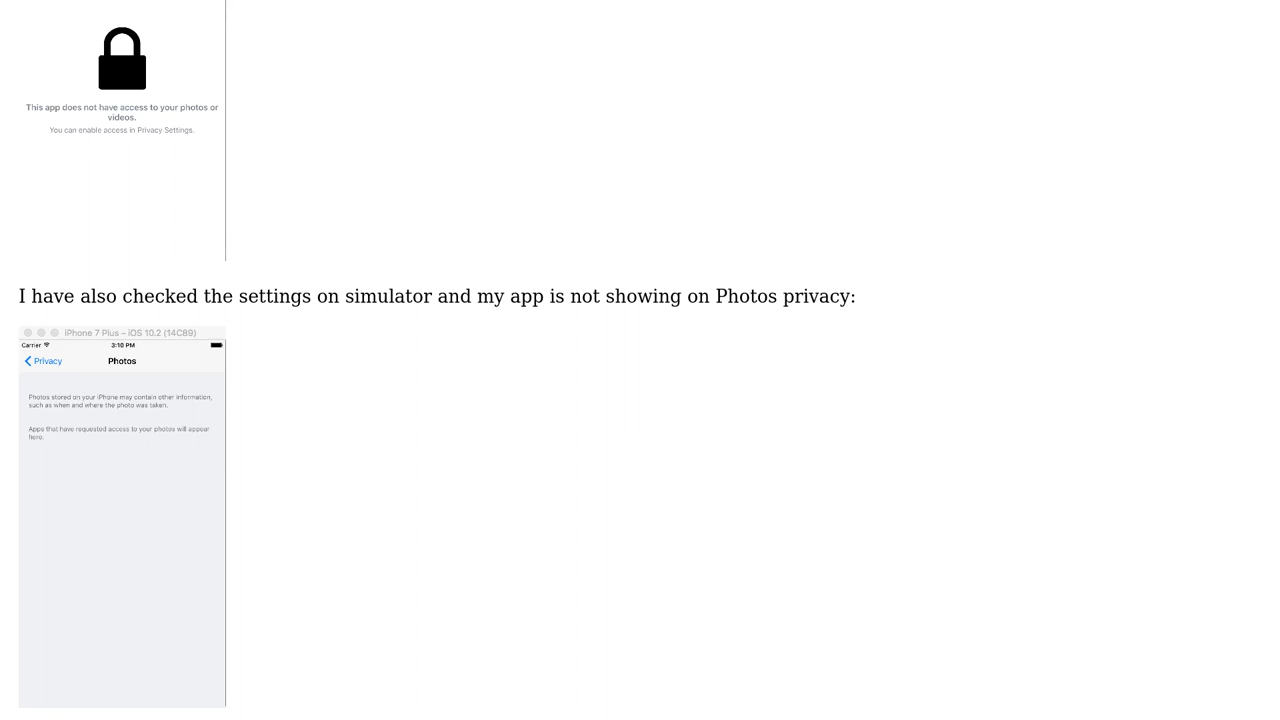 This app does not have access to your photos or
videos.
You can enable access in Privacy Settings.
I have also checked the settings on simulator and my app is not showing on Photos privacy:
iPhone 7 Plus – iOS 10.2 (14C89)
Carrier 3:10 PM
Privacy Photos
Photos stored on your iPhone may contain other information,
such as when and where the photo was taken.
Apps that have requested access to your photos will appear
here.